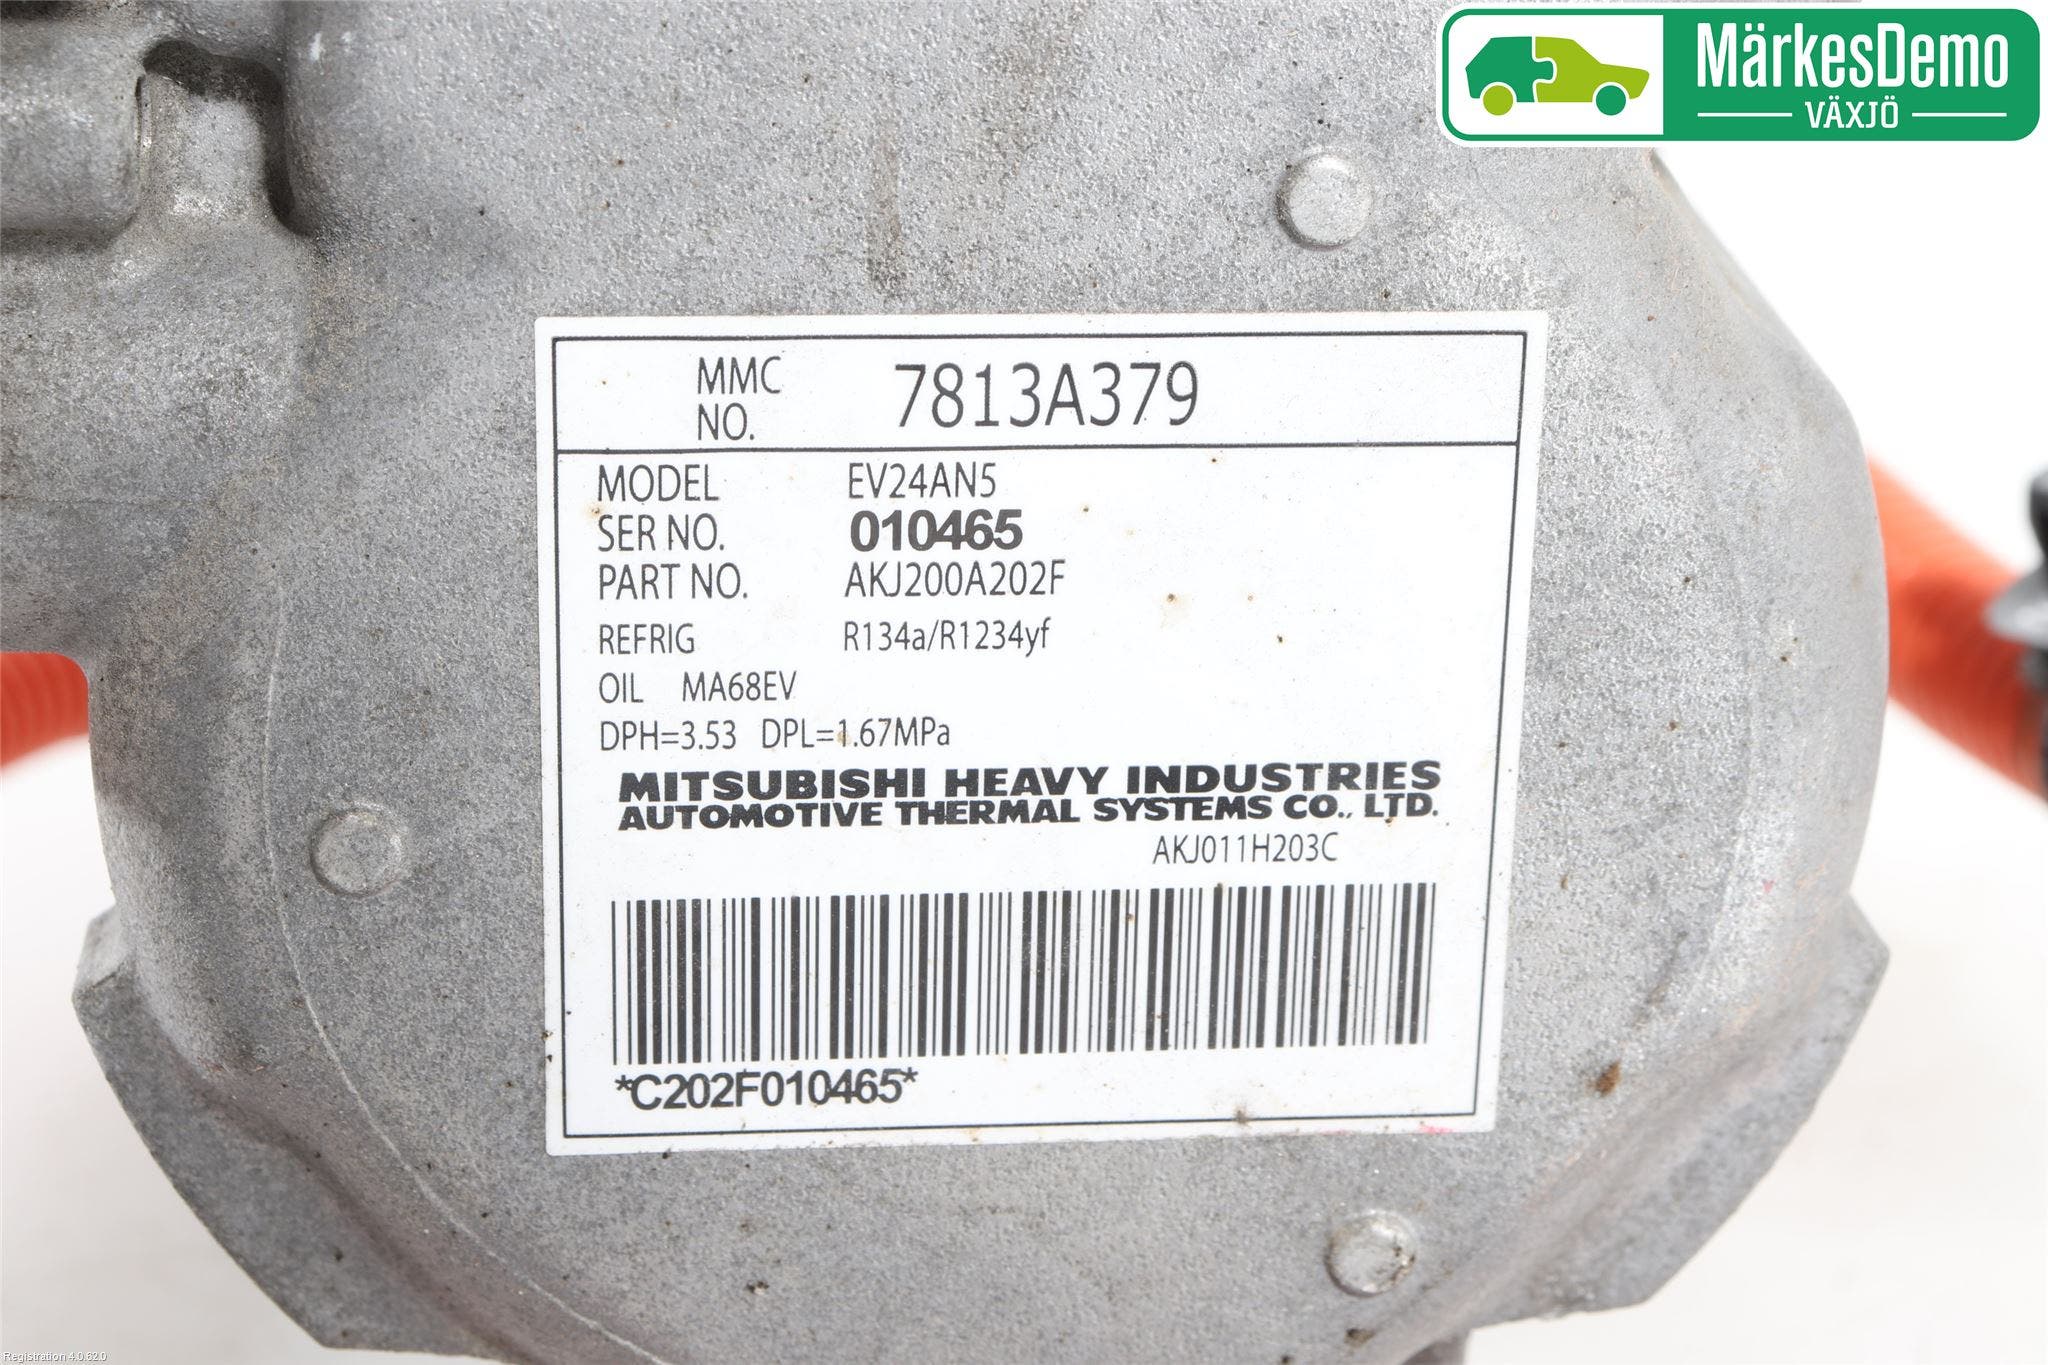 MärkesDemo
VÄXJÖ
MMC NO. 7813A379
MODEL EV24AN5
SER NO. 010465
PART NO. AKJ200A202F
REFRIG R134a/R1234yf
OIL MA68EV
DPH=3.53 DPL=1.67MPa
MITSUBISHI HEAVY INDUSTRIES
AUTOMOTIVE THERMAL SYSTEMS CO., LTD.
AKJ011H203C
*C202F010465*
Registration 4.0.62.0